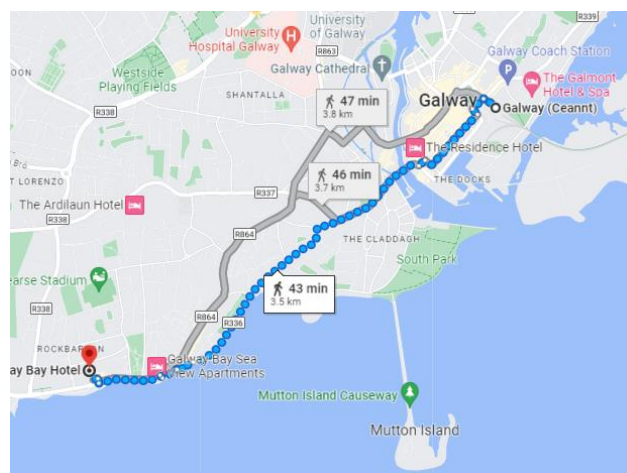 University of Galway
University Hospital Galway
R863
R339
Westside Playing Fields
Galway Cathedral
Galway Coach Station
P
OON
SHANTALLA
47 min
3.8 km
Galway
The Galmont Hotel & Spa
Galway (Ceannt)
R338
The Residence Hotel
T LORENZO
46 min
3.7 km
R337
THE DOCKS
The Ardilaun Hotel
R338
R864
THE CLADDAGH
South Park
earse Stadium
43 min
3.5 km
R338
R864
R336
ROCKBARTON
Galway Bay Sea View Apartments
ay Bay Hotel
Mutton Island Causeway
Mutton Island